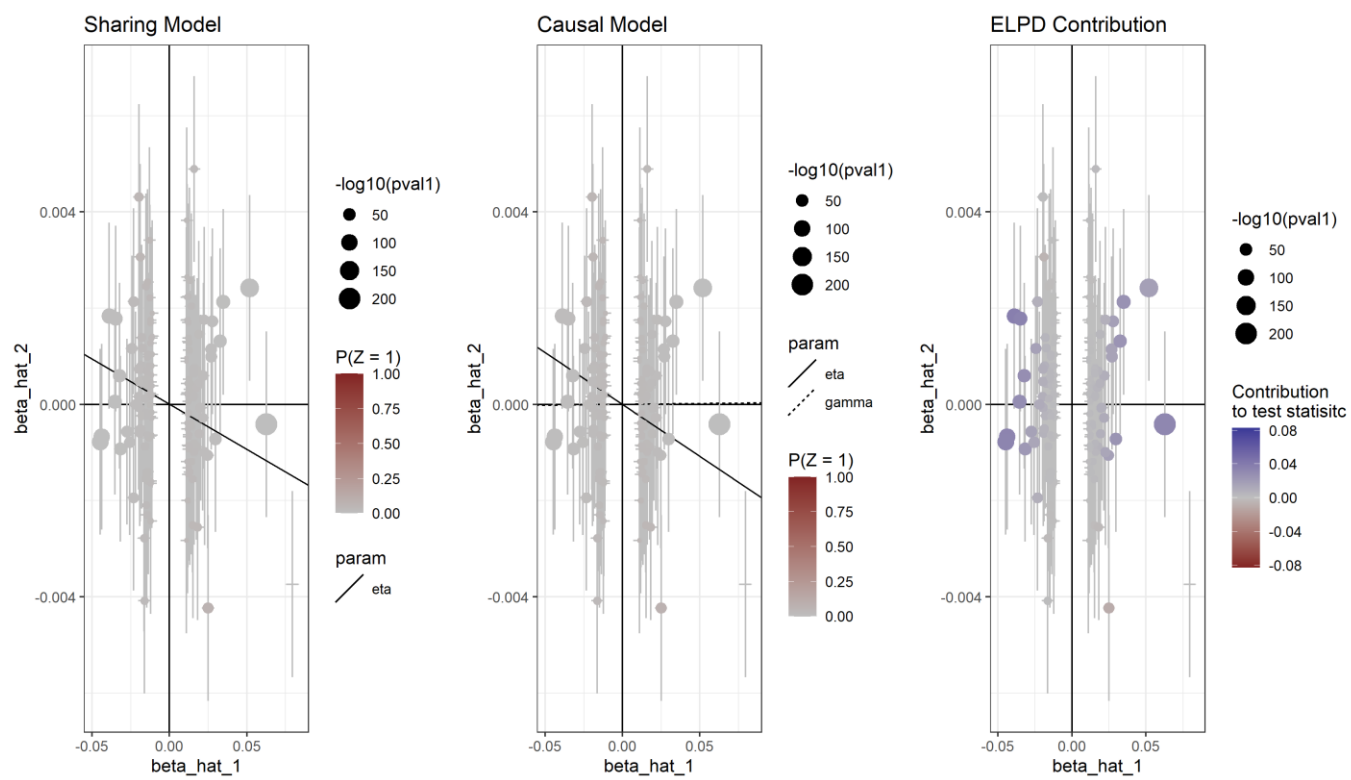 Sharing Model
beta_hat_2
0.004
0.000
-0.004
-0.05
0.00
0.05
beta_hat_1
-log10(pval1)
50
100
150
200
P(Z = 1)
1.00
0.75
0.50
0.25
0.00
param
eta
Causal Model
beta_hat_2
0.004
0.000
-0.004
-0.05
0.00
0.05
beta_hat_1
-log10(pval1)
50
100
150
200
param
eta
gamma
P(Z = 1)
1.00
0.75
0.50
0.25
0.00
ELPD Contribution
beta_hat_2
0.004
0.000
-0.004
-0.05
0.00
0.05
beta_hat_1
-log10(pval1)
50
100
150
200
Contribution
to test statisitc
0.08
0.04
0.00
-0.04
-0.08